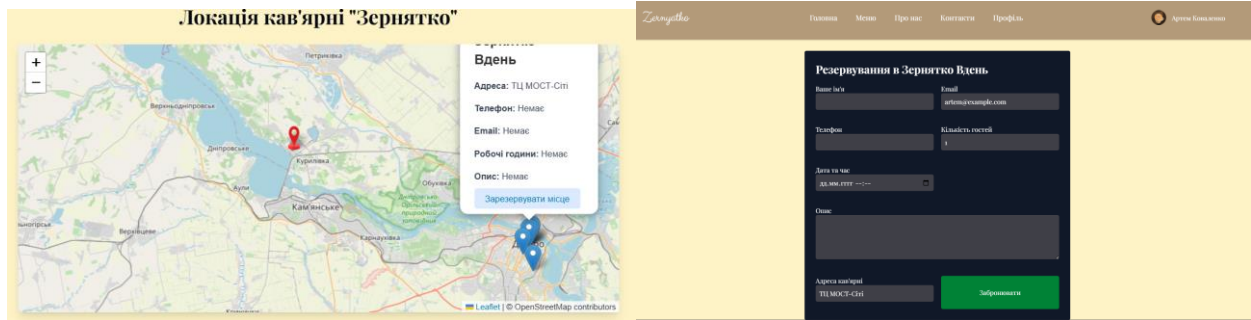 Локація кав'ярні "Зернятко"
+
−
Вдень
Адреса: ТЦ МОСТ-Сіті
Телефон: Немає
Email: Немає
Робочі години: Немає
Опис: Немає
Зарезервувати місце
Петриківка
Верхньодніпровськ
Дніпровське
Курилівка
Аули
Обухівка
Кам'янське
Карнаухівка
Верхівцеве
Leaflet | © OpenStreetMap contributors
Zernyatko
Головна Меню Про нас Контакти Профіль
Артем Коваленко
Резервування в Зернятко Вдень
Ваше ім'я Email
artem@example.com
Телефон Кількість гостей
1
Дата та час
дд.мм.гггг --:--
Опис
Адреса кав'ярні
ТЦ МОСТ-Сіті Забронювати